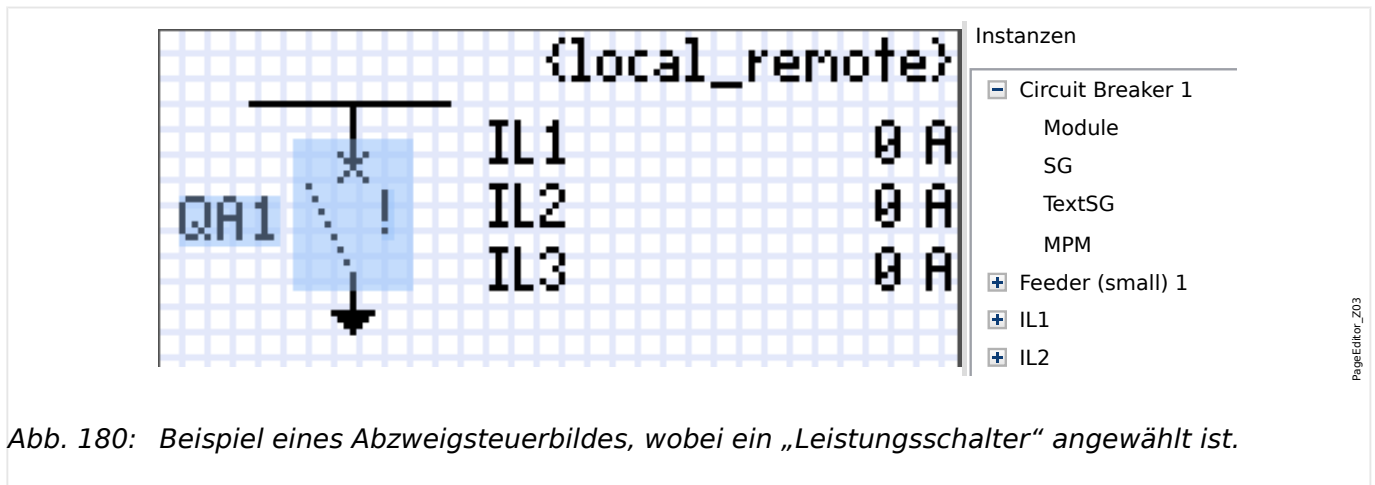 {local_remote}
IL1 0 A
QA1 ! IL2 0 A
IL3 0 A
Instanzen
Circuit Breaker 1
Module
SG
TextSG
MPM
Feeder (small) 1
IL1
IL2
PageEditor_Z03
Abb. 180: Beispiel eines Abzweigsteuerbildes, wobei ein „Leistungsschalter“ angewählt ist.